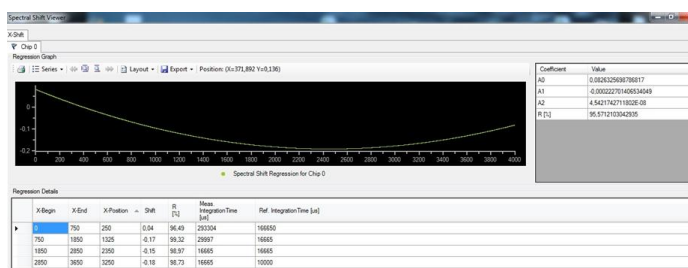 Spectral Shift Viewer
X-Shift
Chip 0
Regression Graph
Series Layout Export Position: (X=371,892 Y=0,136)
Coefficient Value
A0 0,0826325698786817
A1 -0,000222701406534049
A2 4,5421742711802E-08
R [%] 95,5712103042935
0
-0.1
-0.2
0 200 400 600 800 1000 1200 1400 1600 1800 2000 2200 2400 2600 2800 3000 3200 3400 3600 3800 4000
Spectral Shift Regression for Chip 0
Regression Details
X-Begin X-End X-Position Shift R [%] Meas. IntegrationTime [us] Ref. IntegrationTime [us]
0 750 250 0,04 96,49 293304 166650
750 1850 1325 -0,17 99,32 29997 16665
1850 2850 2350 -0,15 98,97 16665 16665
2850 3650 3250 -0,18 98,73 16665 10000